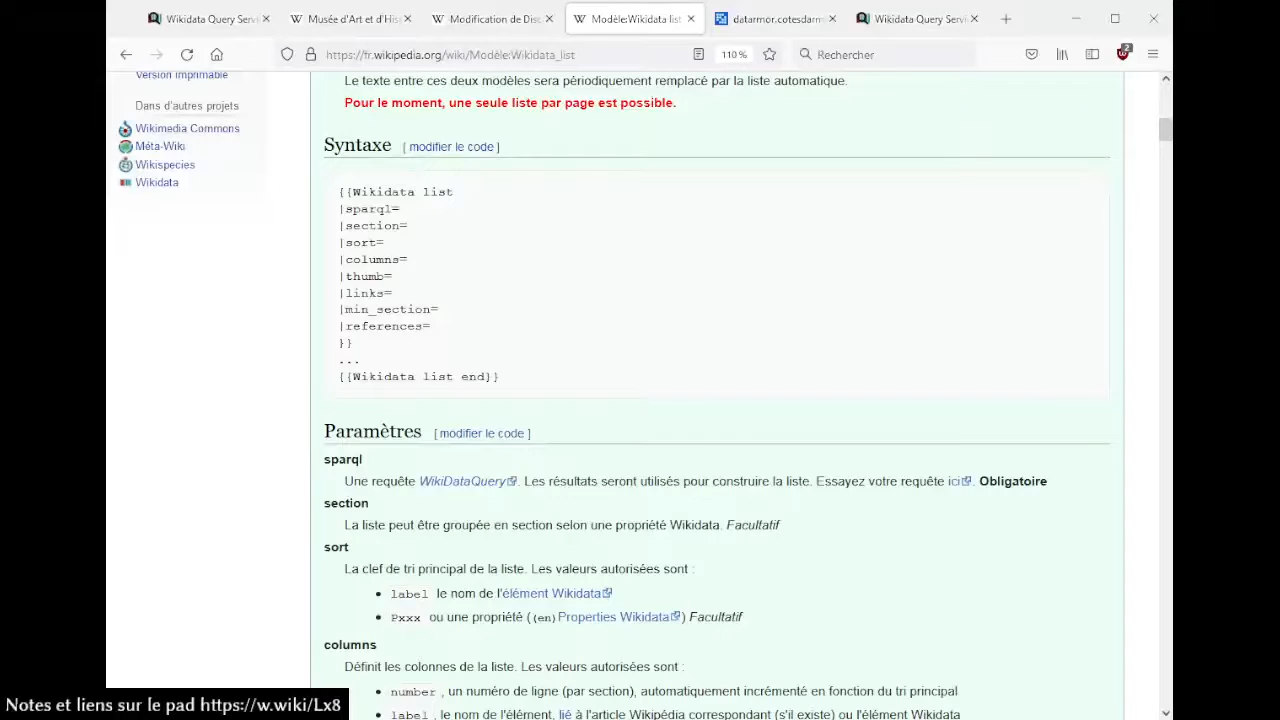 Wikidata Query Servi
Musée d'Art et d'His
Modification de Disc
Modèle:Wikidata list
datarmor.cotesdarm
Wikidata Query Servi
https://fr.wikipedia.org/wiki/Modèle:Wikidata_list
110 %
Rechercher
2
Version imprimable
Dans d'autres projets
Wikimedia Commons
Méta-Wiki
Wikispecies
Wikidata
Le texte entre ces deux modèles sera périodiquement remplacé par la liste automatique.
Pour le moment, une seule liste par page est possible.
Syntaxe [ modifier le code ]
{{Wikidata list
|sparql=
|section=
|sort=
|columns=
|thumb=
|links=
|min_section=
|references=
}}
...
{{Wikidata list end}}
Paramètres [ modifier le code ]
sparql
Une requête WikiDataQuery. Les résultats seront utilisés pour construire la liste. Essayez votre requête ici. Obligatoire
section
La liste peut être groupée en section selon une propriété Wikidata. Facultatif
sort
La clef de tri principal de la liste. Les valeurs autorisées sont :
• label le nom de l'élément Wikidata
• Pxxx ou une propriété ((en)Properties Wikidata) Facultatif
columns
Définit les colonnes de la liste. Les valeurs autorisées sont :
• number , un numéro de ligne (par section), automatiquement incrémenté en fonction du tri principal
• label , le nom de l'élément, lié à l'article Wikipédia correspondant (s'il existe) ou l'élément Wikidata
Notes et liens sur le pad https://w.wiki/Lx8